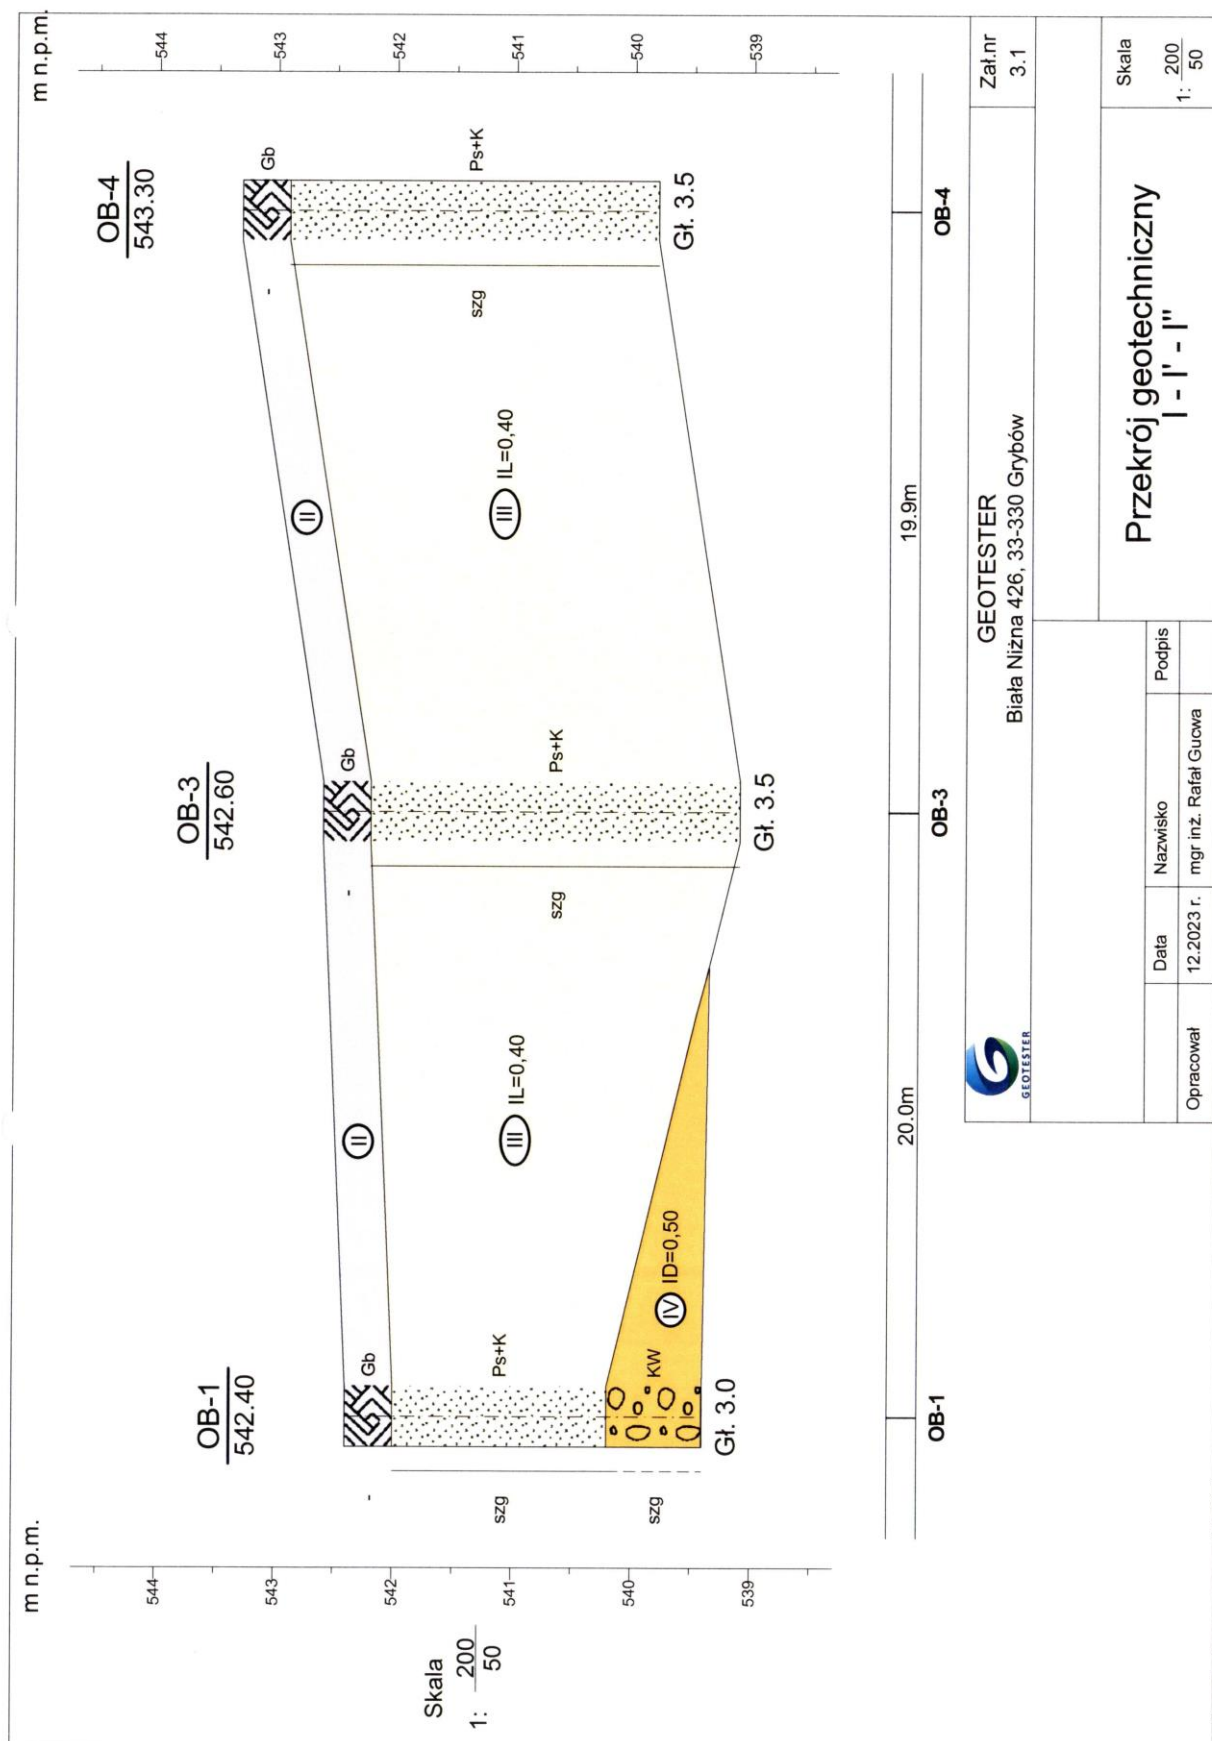 m n.p.m.
m n.p.m.
OB-1
542.40
OB-3
542.60
OB-4
543.30
544
543
542
541
540
539
544
543
542
541
540
539
Skala
1: 200
50
-
Gb
II
-
Gb
II
-
Gb
szg
Ps+K
III IL=0,40
szg
Ps+K
III IL=0,40
szg
Ps+K
szg
KW
IV ID=0,50
Gł. 3.0
Gł. 3.5
Gł. 3.5
20.0m
19.9m
OB-1
OB-3
OB-4
GEOTESTER
GEOTESTER
Biała Niżna 426, 33-330 Grybów
Zał.nr
3.1
Przekrój geotechniczny
I - I' - I"
Skala
1: 200
50
Data
Nazwisko
Podpis
Opracował
12.2023 r.
mgr inż. Rafał Gucwa